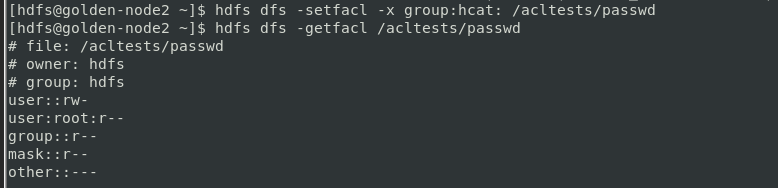 [hdfs@golden-node2 ~]$ hdfs dfs -setfacl -x group:hcat: /acltests/passwd
[hdfs@golden-node2 ~]$ hdfs dfs -getfacl /acltests/passwd
# file: /acltests/passwd
# owner: hdfs
# group: hdfs
user::rw-
user:root:r--
group::r--
mask::r--
other::---